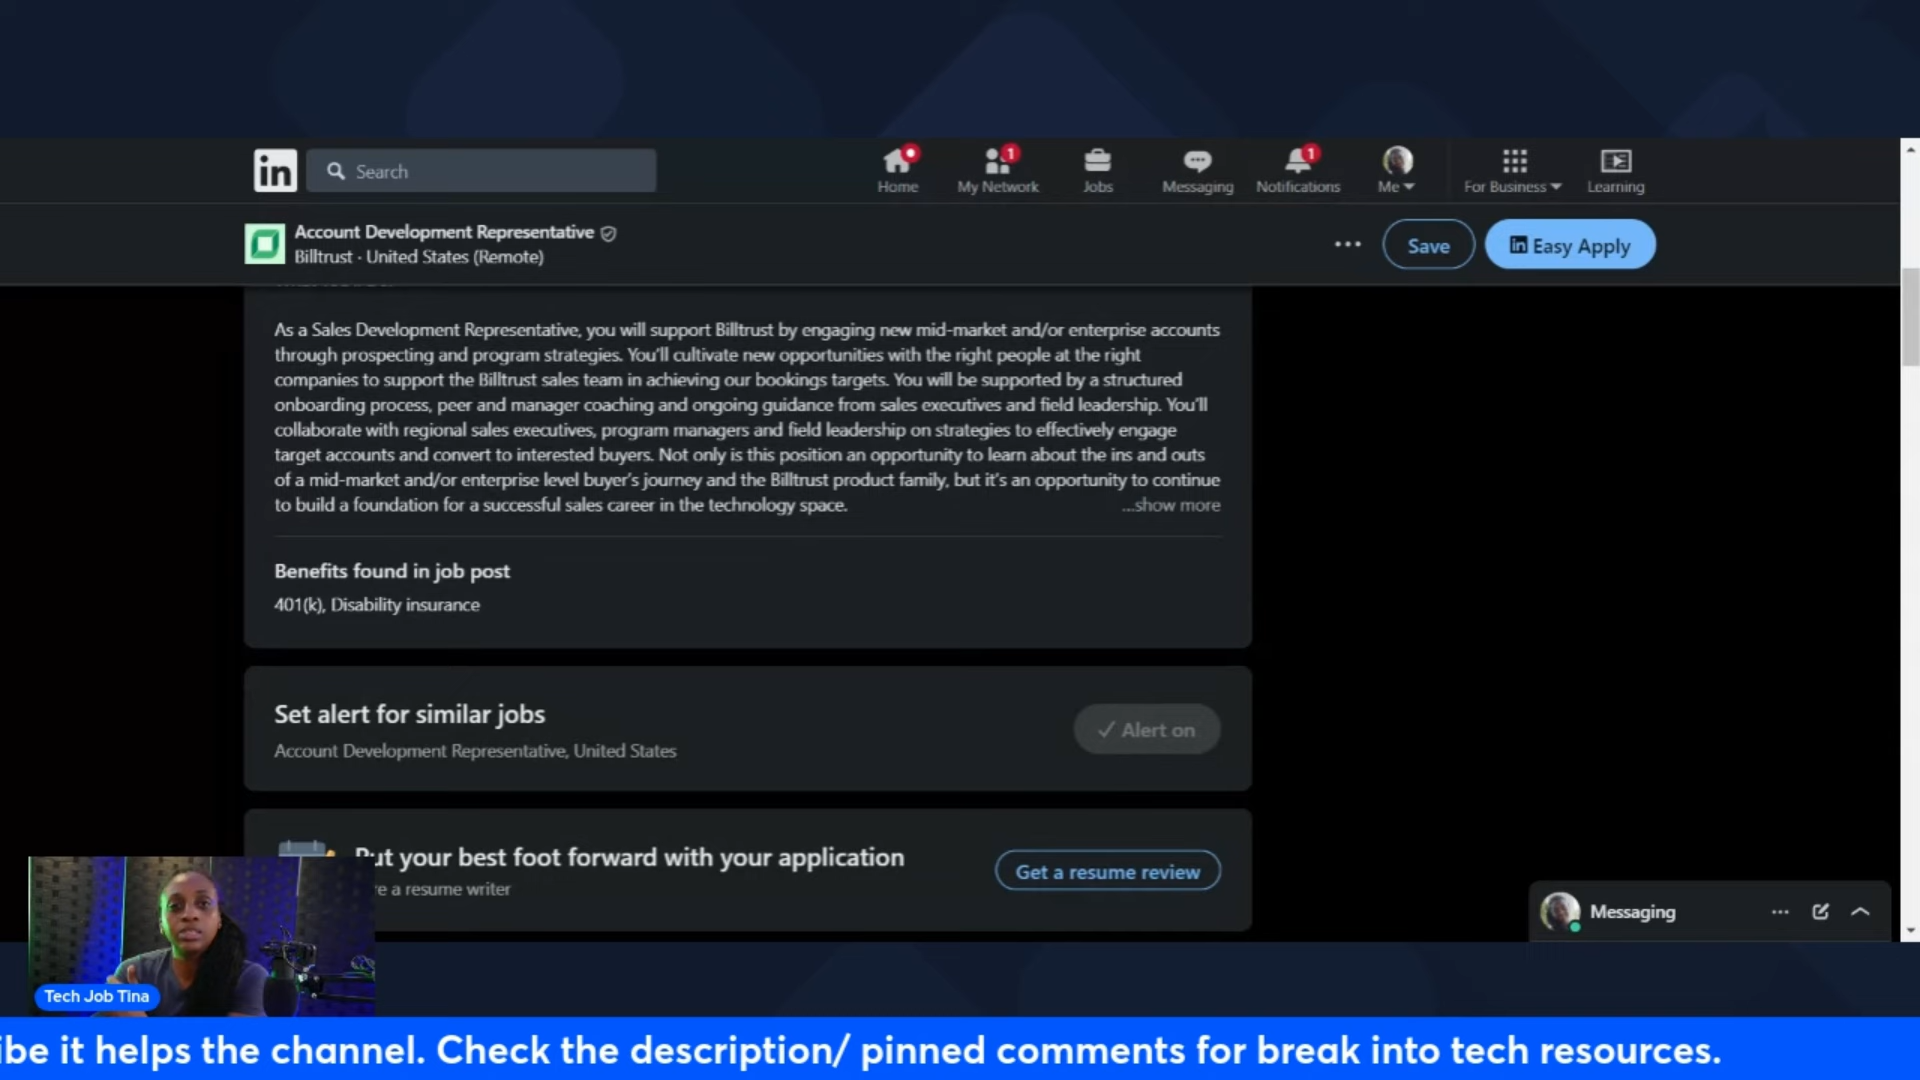 in
Search
Home
1
My Network
Jobs
Messaging
1
Notifications
Me
For Business
Learning
Account Development Representative
Billtrust · United States (Remote)
...
Save
in Easy Apply
As a Sales Development Representative, you will support Billtrust by engaging new mid-market and/or enterprise accounts
through prospecting and program strategies. You'll cultivate new opportunities with the right people at the right
companies to support the Billtrust sales team in achieving our bookings targets. You will be supported by a structured
onboarding process, peer and manager coaching and ongoing guidance from sales executives and field leadership. You'll
collaborate with regional sales executives, program managers and field leadership on strategies to effectively engage
target accounts and convert to interested buyers. Not only is this position an opportunity to learn about the ins and outs
of a mid-market and/or enterprise level buyer's journey and the Billtrust product family, but it's an opportunity to continue
to build a foundation for a successful sales career in the technology space. ...show more
Benefits found in job post
401(k), Disability insurance
Set alert for similar jobs
Account Development Representative, United States
Alert on
Put your best foot forward with your application
a resume writer
Get a resume review
Messaging
Tech Job Tina
ibe it helps the channel. Check the description/ pinned comments for break into tech resources.